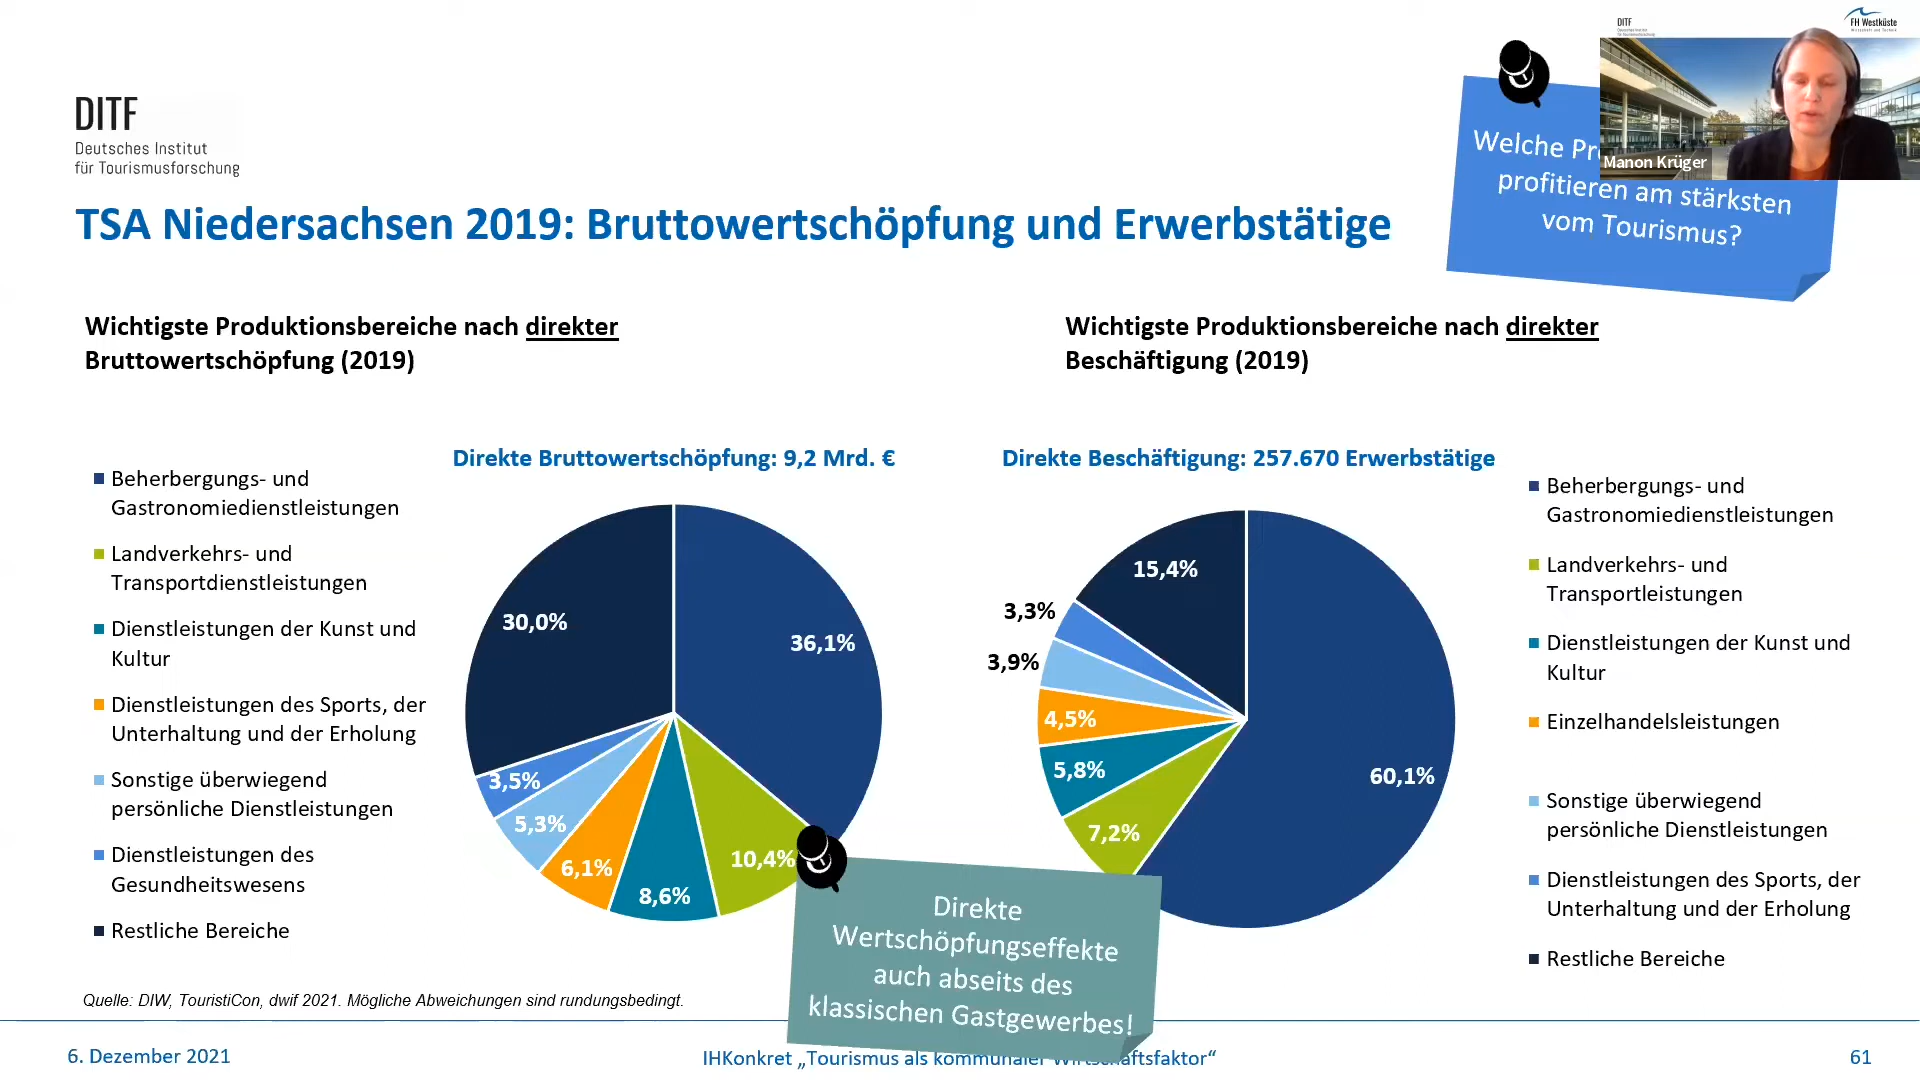 DITF
Deutsches Institut
für Tourismusforschung
TSA Niedersachsen 2019: Bruttowertschöpfung und Erwerbstätige
Welche
profitieren am stärksten
vom Tourismus?
DITF
FH Westküste
Manon Krüger
Wichtigste Produktionsbereiche nach direkter
Bruttowertschöpfung (2019)
Direkte Bruttowertschöpfung: 9,2 Mrd. €
Beherbergungs- und
Gastronomiedienstleistungen
Landverkehrs- und
Transportdienstleistungen
Dienstleistungen der Kunst und
Kultur
Dienstleistungen des Sports, der
Unterhaltung und der Erholung
Sonstige überwiegend
persönliche Dienstleistungen
Dienstleistungen des
Gesundheitswesens
Restliche Bereiche
36,1%
10,4%
8,6%
6,1%
5,3%
3,5%
30,0%
Wichtigste Produktionsbereiche nach direkter
Beschäftigung (2019)
Direkte Beschäftigung: 257.670 Erwerbstätige
60,1%
7,2%
5,8%
4,5%
3,9%
3,3%
15,4%
Beherbergungs- und
Gastronomiedienstleistungen
Landverkehrs- und
Transportleistungen
Dienstleistungen der Kunst und
Kultur
Einzelhandelsleistungen
Sonstige überwiegend
persönliche Dienstleistungen
Dienstleistungen des Sports, der
Unterhaltung und der Erholung
Restliche Bereiche
Direkte
Wertschöpfungseffekte
auch abseits des
klassischen Gastgewerbes!
Quelle: DIW, TouristiCon, dwif 2021. Mögliche Abweichungen sind rundungsbedingt.
6. Dezember 2021
IHKonkret „Tourismus als kommunaler Wirtschaftsfaktor“
61